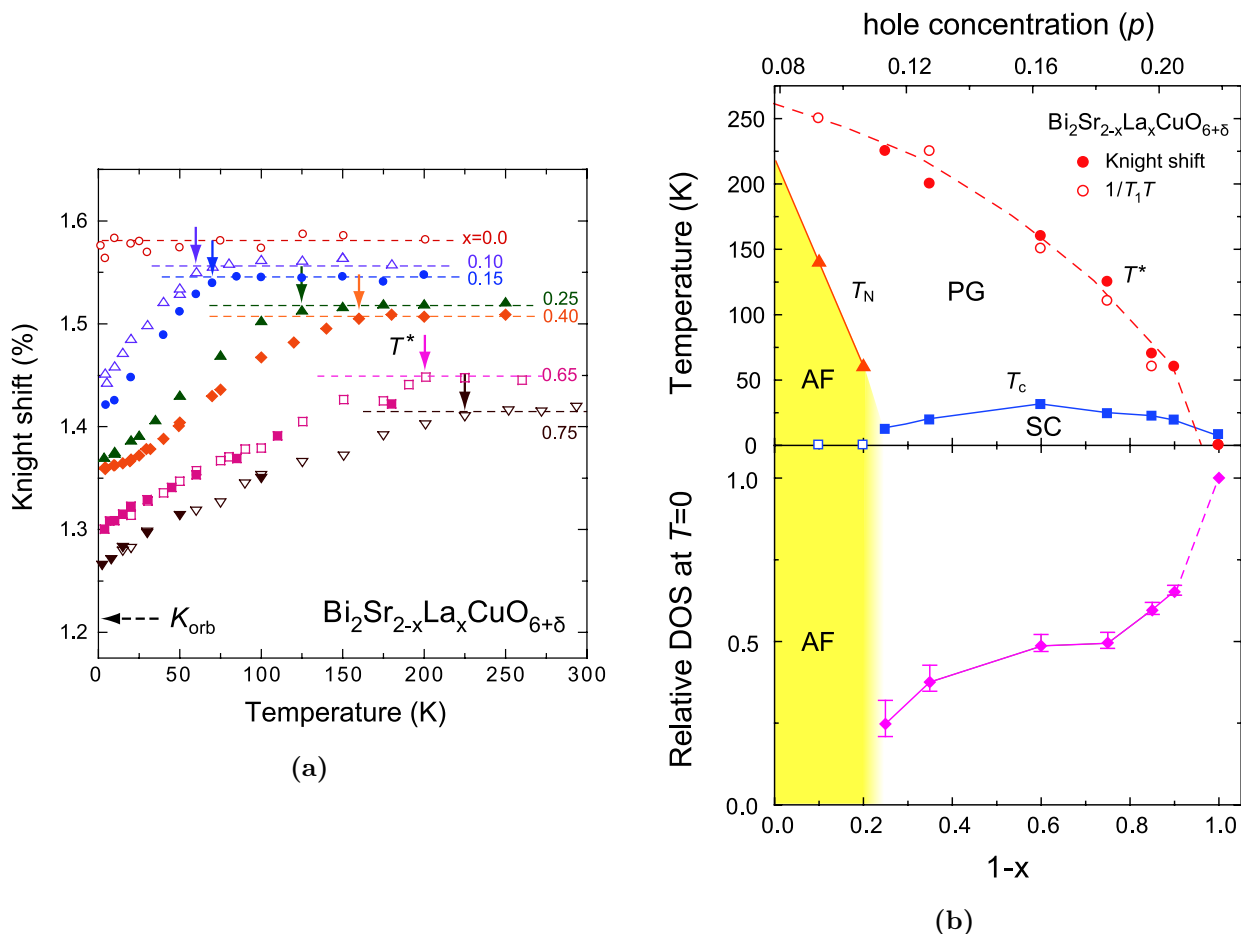 Knight shift (%)
1.6
1.5
1.4
1.3
1.2
x=0.0
0.10
0.15
0.25
0.40
T*
0.65
0.75
K_orb
Bi₂Sr₂₋ₓLaₓCuO₆₊δ
0 50 100 150 200 250 300
Temperature (K)
(a)
hole concentration (p)
0.08 0.12 0.16 0.20
Temperature (K)
250
200
150
100
50
0
Bi₂Sr₂₋ₓLaₓCuO₆₊δ
Knight shift
1/T₁T
T_N
PG
T*
AF
T_c
SC
Relative DOS at T=0
1.0
0.5
0.0
AF
0.0 0.2 0.4 0.6 0.8 1.0
1-x
(b)